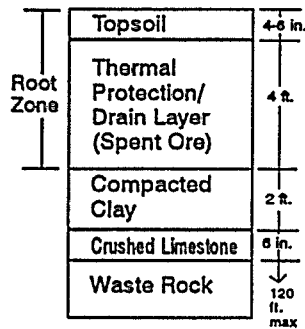 Topsoil
4-6 in.
Root
Zone
Thermal
Protection/
Drain Layer
(Spent Ore)
4 ft.
Compacted
Clay
2 ft.
Crushed Limestone
6 in.
Waste Rock
120
ft.
max